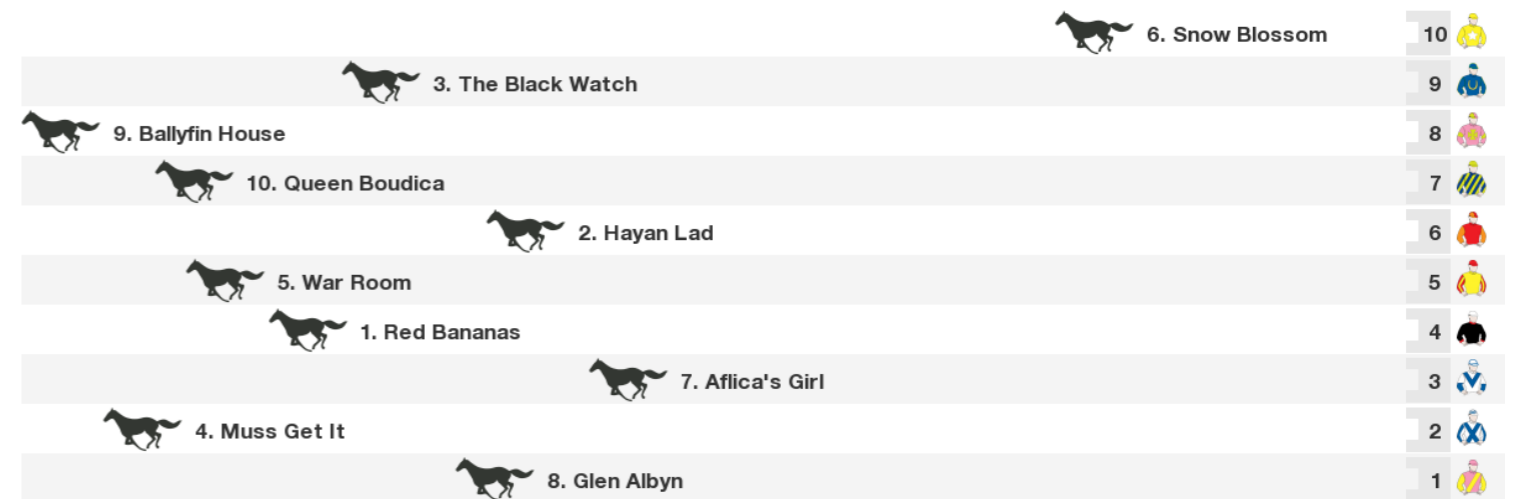 6. Snow Blossom 10
3. The Black Watch 9
9. Ballyfin House 8
10. Queen Boudica 7
2. Hayan Lad 6
5. War Room 5
1. Red Bananas 4
7. Aflica's Girl 3
4. Muss Get It 2
8. Glen Albyn 1